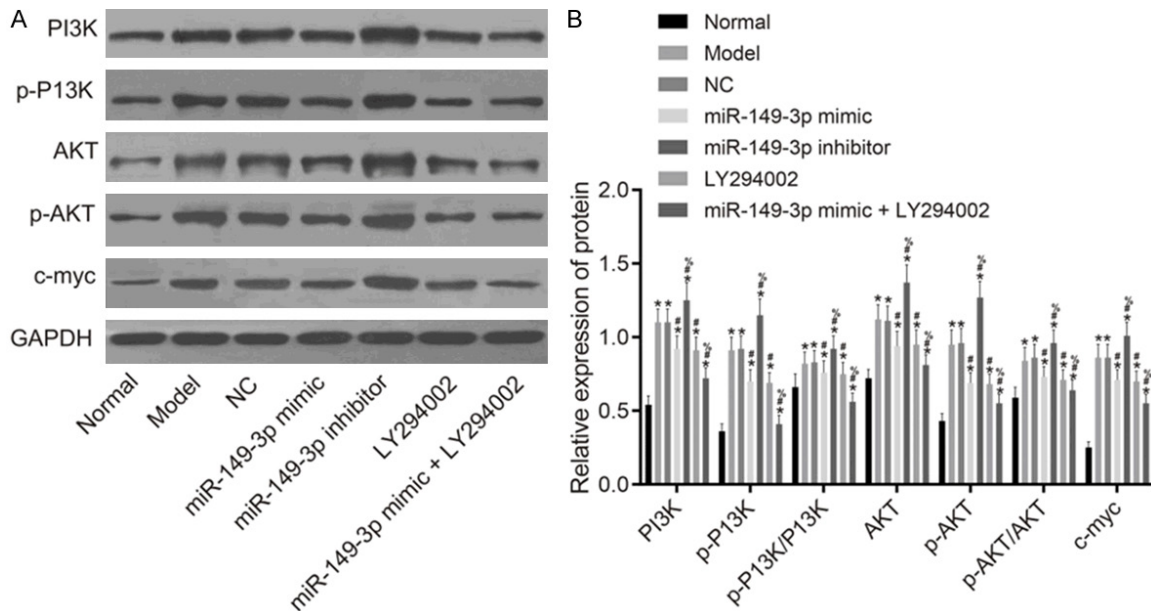 A
PI3K
p-P13K
AKT
p-AKT
c-myc
GAPDH
Normal
Model
NC
miR-149-3p mimic
miR-149-3p inhibitor
LY294002
miR-149-3p mimic + LY294002
B
Normal
Model
NC
miR-149-3p mimic
miR-149-3p inhibitor
LY294002
miR-149-3p mimic + LY294002
Relative expression of protein
2.0
1.5
1.0
0.5
0.0
PI3K
p-P13K
p-P13K/P13K
AKT
p-AKT
p-AKT/AKT
c-myc